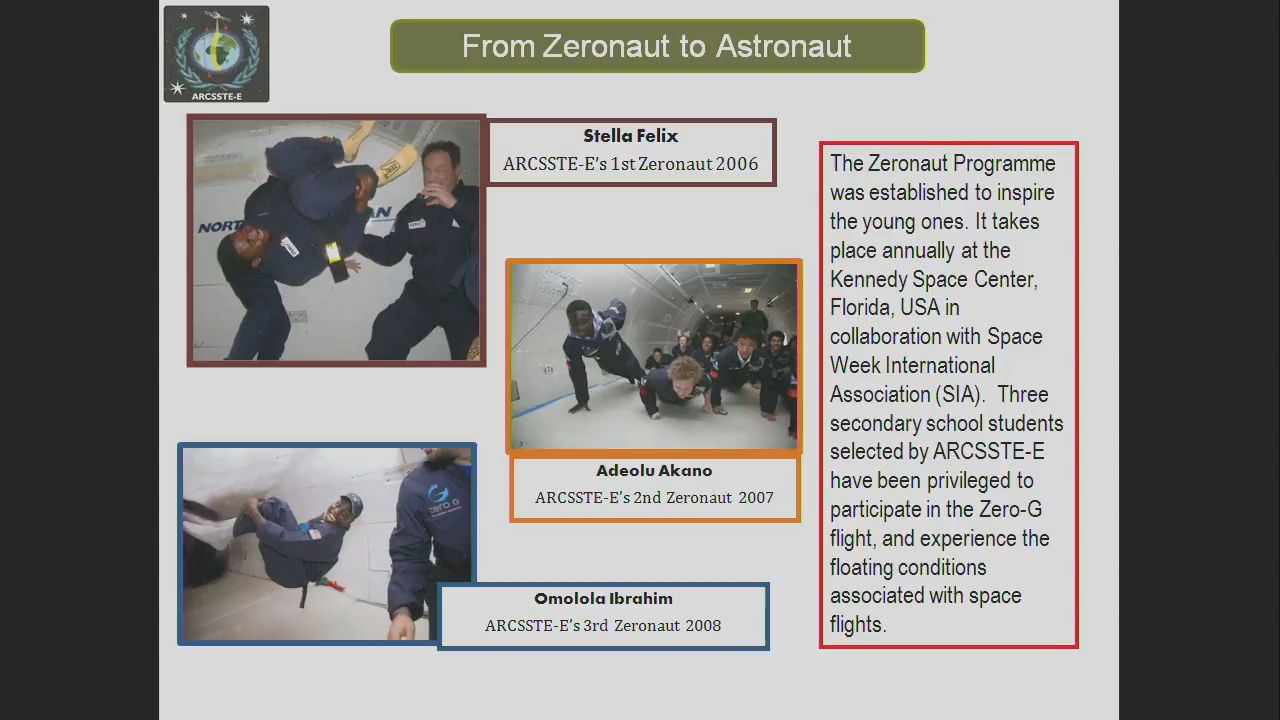 From Zeronaut to Astronaut
ARCSSTE-E
Stella Felix
ARCSSTE-E's 1st Zeronaut 2006
NORT
AN
Adeolu Akano
ARCSSTE-E's 2nd Zeronaut 2007
zero G
Omolola Ibrahim
ARCSSTE-E's 3rd Zeronaut 2008
The Zeronaut Programme
was established to inspire
the young ones. It takes
place annually at the
Kennedy Space Center,
Florida, USA in
collaboration with Space
Week International
Association (SIA).  Three
secondary school students
selected by ARCSSTE-E
have been privileged to
participate in the Zero-G
flight, and experience the
floating conditions
associated with space
flights.